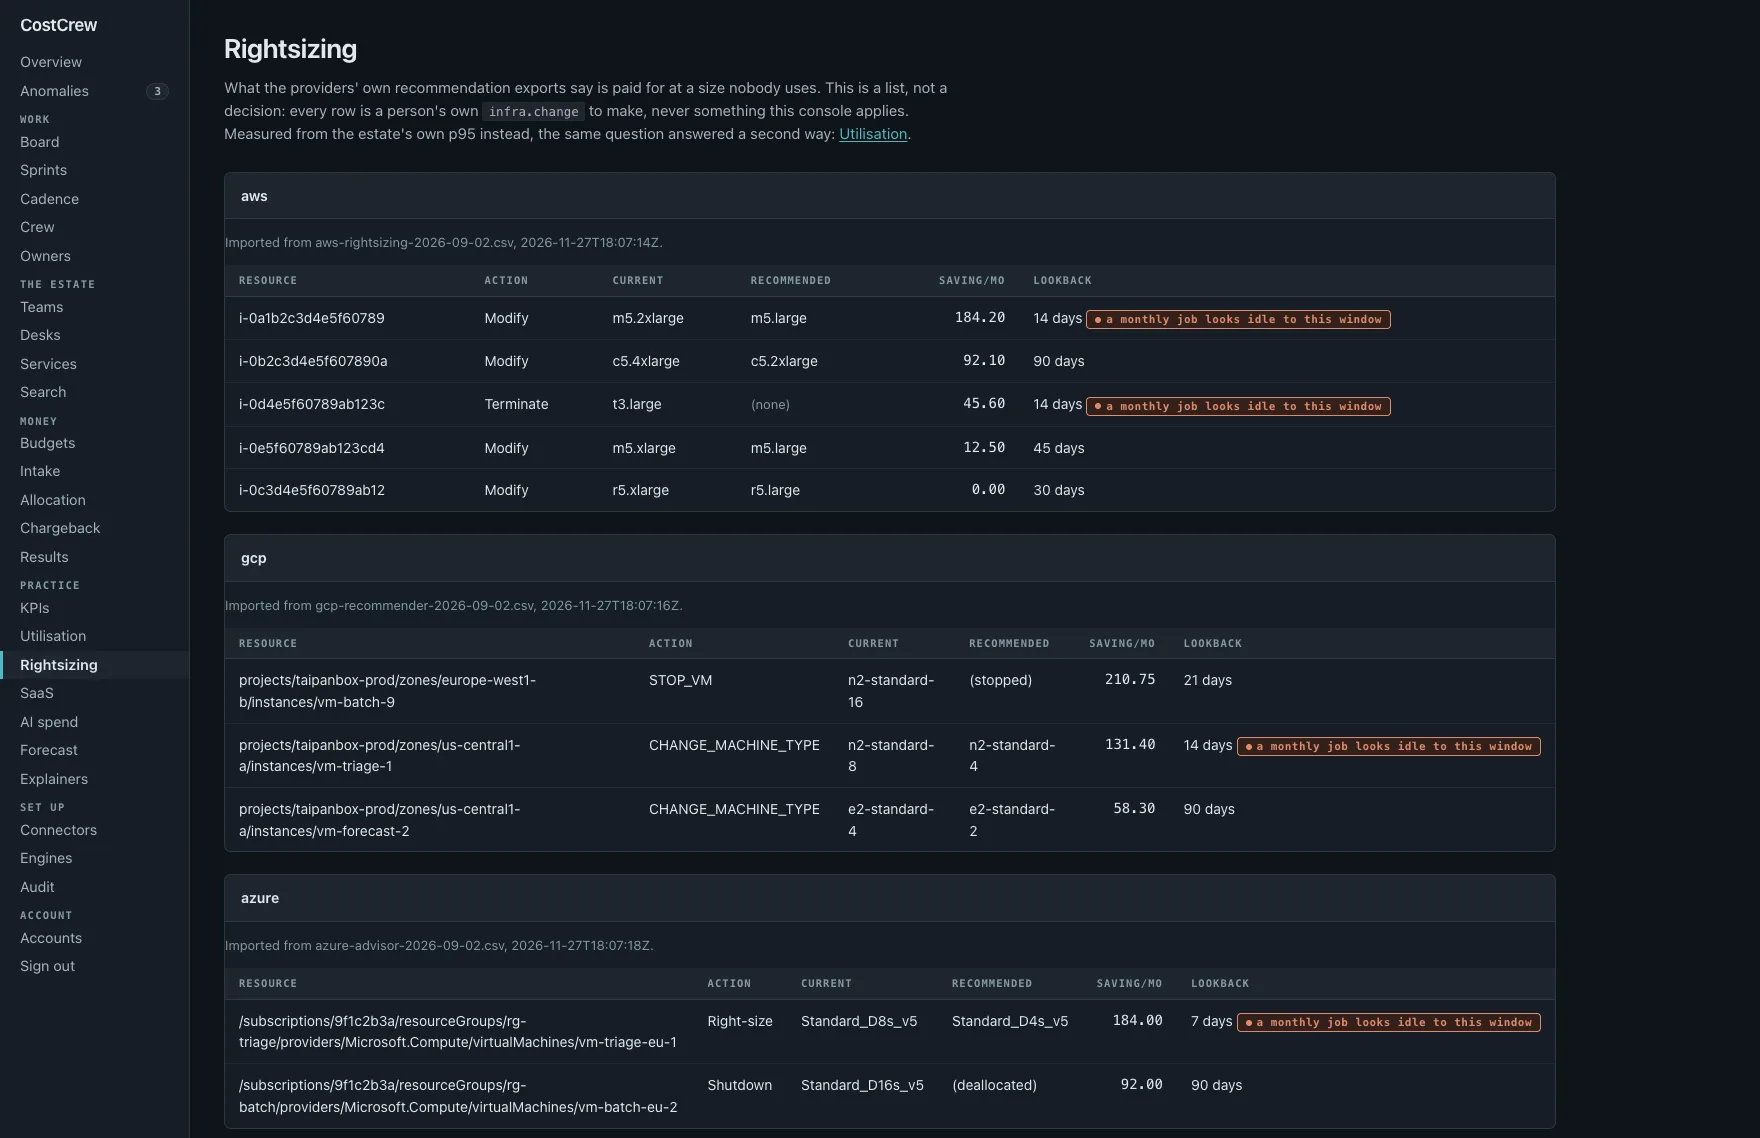 CostCrew
Overview
Anomalies 3
WORK
Board
Sprints
Cadence
Crew
Owners
THE ESTATE
Teams
Desks
Services
Search
MONEY
Budgets
Intake
Allocation
Chargeback
Results
PRACTICE
KPIs
Utilisation
Rightsizing
SaaS
AI spend
Forecast
Explainers
SET UP
Connectors
Engines
Audit
ACCOUNT
Accounts
Sign out
Rightsizing
What the providers' own recommendation exports say is paid for at a size nobody uses. This is a list, not a
decision: every row is a person's own infra.change to make, never something this console applies.
Measured from the estate's own p95 instead, the same question answered a second way: Utilisation.
aws
Imported from aws-rightsizing-2026-09-02.csv, 2026-11-27T18:07:14Z.
RESOURCE ACTION CURRENT RECOMMENDED SAVING/MO LOOKBACK
i-0a1b2c3d4e5f60789 Modify m5.2xlarge m5.large 184.20 14 days a monthly job looks idle to this window
i-0b2c3d4e5f607890a Modify c5.4xlarge c5.2xlarge 92.10 90 days
i-0d4e5f60789ab123c Terminate t3.large (none) 45.60 14 days a monthly job looks idle to this window
i-0e5f60789ab123cd4 Modify m5.xlarge m5.large 12.50 45 days
i-0c3d4e5f60789ab12 Modify r5.xlarge r5.large 0.00 30 days
gcp
Imported from gcp-recommender-2026-09-02.csv, 2026-11-27T18:07:16Z.
RESOURCE ACTION CURRENT RECOMMENDED SAVING/MO LOOKBACK
projects/taipanbox-prod/zones/europe-west1- STOP_VM n2-standard- (stopped) 210.75 21 days
b/instances/vm-batch-9 16
projects/taipanbox-prod/zones/us-central1- CHANGE_MACHINE_TYPE n2-standard- n2-standard- 131.40 14 days a monthly job looks idle to this window
a/instances/vm-triage-1 8 4
projects/taipanbox-prod/zones/us-central1- CHANGE_MACHINE_TYPE e2-standard- e2-standard- 58.30 90 days
a/instances/vm-forecast-2 4 2
azure
Imported from azure-advisor-2026-09-02.csv, 2026-11-27T18:07:18Z.
RESOURCE ACTION CURRENT RECOMMENDED SAVING/MO LOOKBACK
/subscriptions/9f1c2b3a/resourceGroups/rg- Right-size Standard_D8s_v5 Standard_D4s_v5 184.00 7 days a monthly job looks idle to this window
triage/providers/Microsoft.Compute/virtualMachines/vm-triage-eu-1
/subscriptions/9f1c2b3a/resourceGroups/rg- Shutdown Standard_D16s_v5 (deallocated) 92.00 90 days
batch/providers/Microsoft.Compute/virtualMachines/vm-batch-eu-2